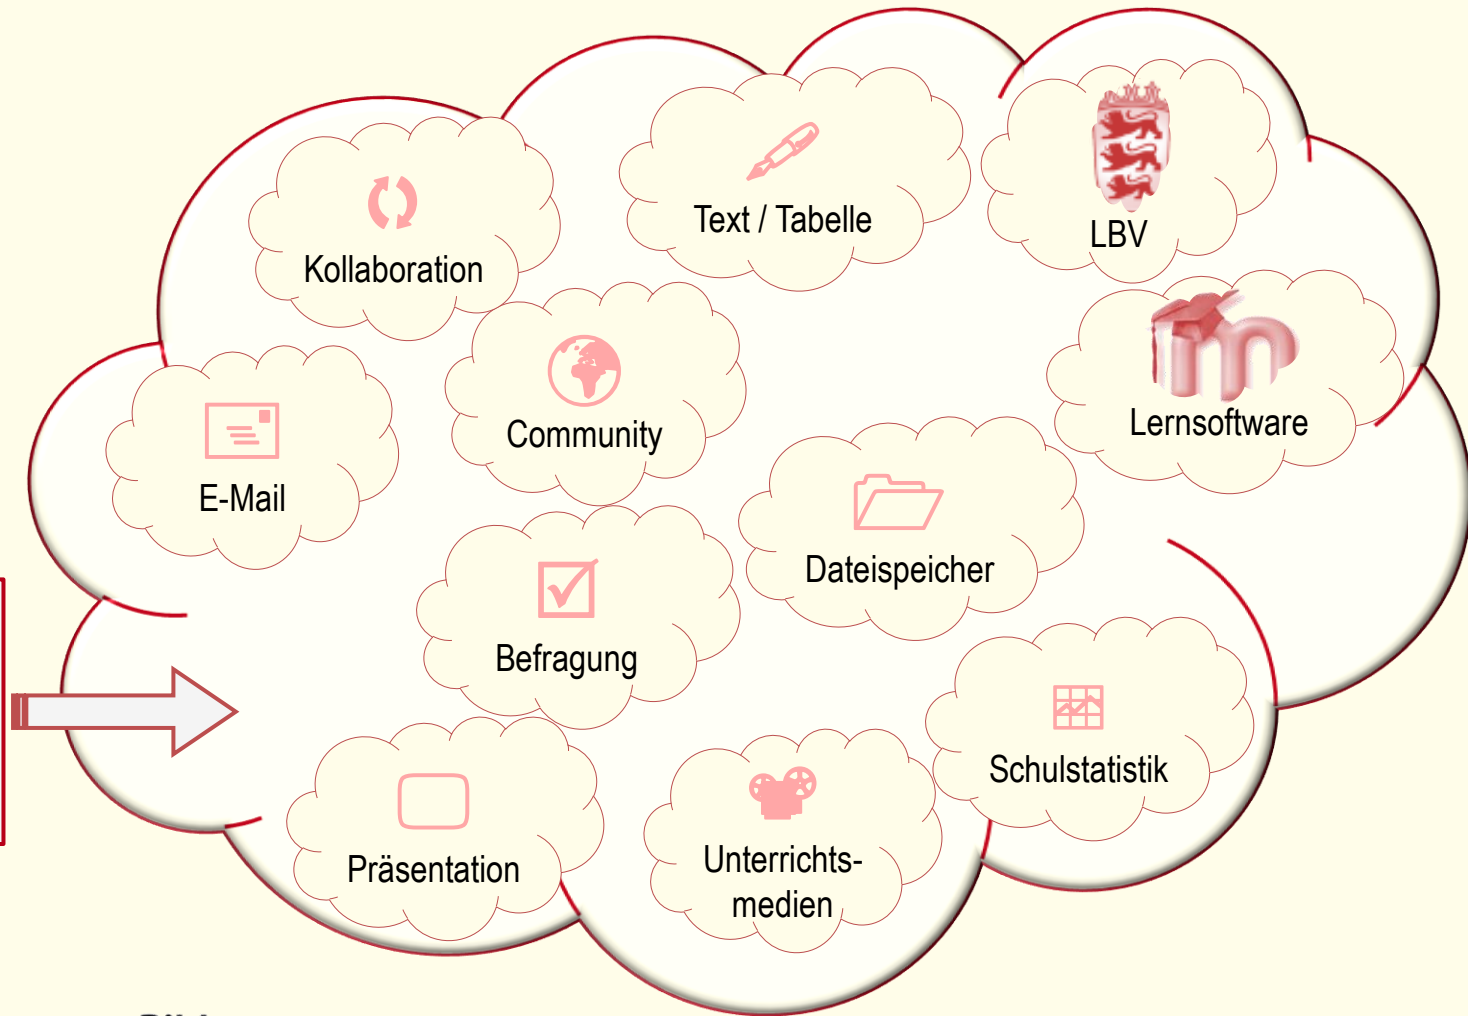 Text / Tabelle
LBV
Kollaboration
Community
Lernsoftware
E-Mail
Dateispeicher
Befragung
Schulstatistik
Präsentation
Unterrichts-
medien